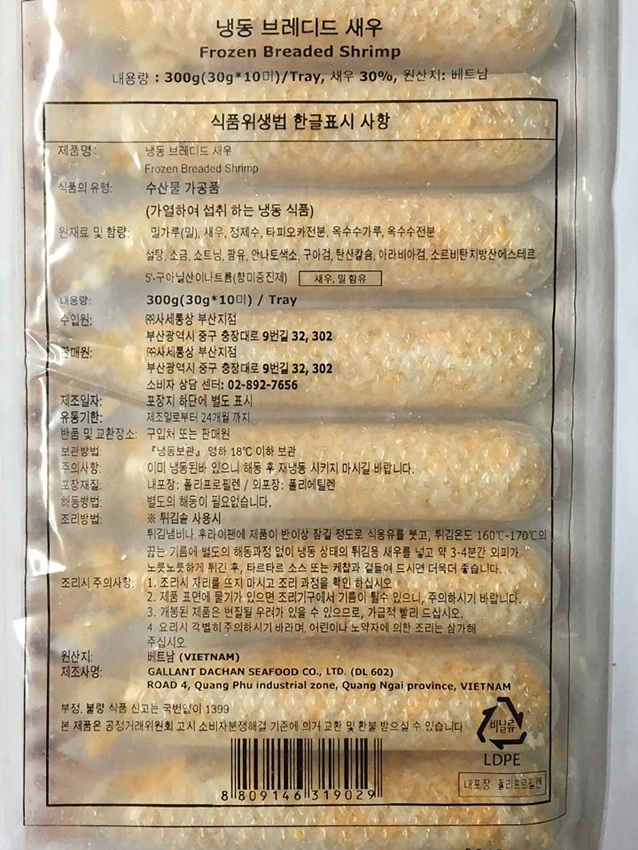 냉동 브레디드 새우
Frozen Breaded Shrimp
내용량 : 300g(30g*10미)/Tray, 새우 30%, 원산지: 베트남
식품위생법 한글표시 사항
제품명: 냉동 브레디드 새우
Frozen Breaded Shrimp
식품의 유형: 수산물 가공품
(가열하여 섭취 하는 냉동 식품)
원재료 및 함량: 밀가루(밀), 새우, 정제수, 타피오카전분, 옥수수가루, 옥수수전분
설탕, 소금, 쇼트닝, 팜유, 안나토색소, 구아검, 탄산칼슘, 아라비아검, 소르비탄지방산에스테르
5'-구아닐산이나트륨(향미증진제) 새우, 밀 함유
내용량: 300g(30g*10미) / Tray
수입원: ㈜사세통상 부산지점
부산광역시 중구 충장대로 9번길 32, 302
판매원: ㈜사세통상 부산지점
부산광역시 중구 충장대로 9번길 32, 302
소비자 상담 센터: 02-892-7656
제조일자: 포장지 하단에 별도 표시
유통기한: 제조일로부터 24개월 까지
반품 및 교환장소: 구입처 또는 판매원
보관방법: 『냉동보관』 영하 18℃ 이하 보관
주의사항: 이미 냉동된바 있으니 해동 후 재냉동 시키지 마시길 바랍니다.
포장재질: 내포장: 폴리프로필렌 / 외포장: 폴리에틸렌
해동방법: 별도의 해동이 필요없습니다.
조리방법: ※ 튀김솥 사용시
튀김냄비나 후라이팬에 제품이 반이상 잠길 정도로 식용유를 붓고, 튀김온도 160℃-170℃의
끓는 기름에 별도의 해동과정 없이 냉동 상태의 튀김용 새우를 넣고 약 3-4분간 외피가
노릇노릇하게 튀긴 후, 타르타르 소스 또는 케찹과 곁들여 드시면 더욱더 좋습니다.
조리시 주의사항: 1. 조리시 자리를 뜨지 마시고 조리 과정을 확인 하십시오
2. 제품 표면에 물기가 있으면 조리기구에서 기름이 튈수 있으니, 주의하시기 바랍니다.
3. 개봉된 제품은 변질될 우려가 있을 수 있으므로, 가급적 빨리 드십시오.
4. 요리시 각별히 주의하시기 바라며, 어린이나 노약자에 의한 조리는 삼가해
주십시오.
원산지: 베트남 (VIETNAM)
제조사명: GALLANT DACHAN SEAFOOD CO., LTD. (DL 602)
ROAD 4, Quang Phu industrial zone, Quang Ngai province, VIETNAM
부정, 불량 식품 신고는 국번없이 1399
본 제품은 공정거래위원회 고시 소비자분쟁해결 기준에 의거 교환 및 환불 받으실 수 있습니다
비닐류
LDPE
내포장: 폴리프로필렌
8 809146 319029